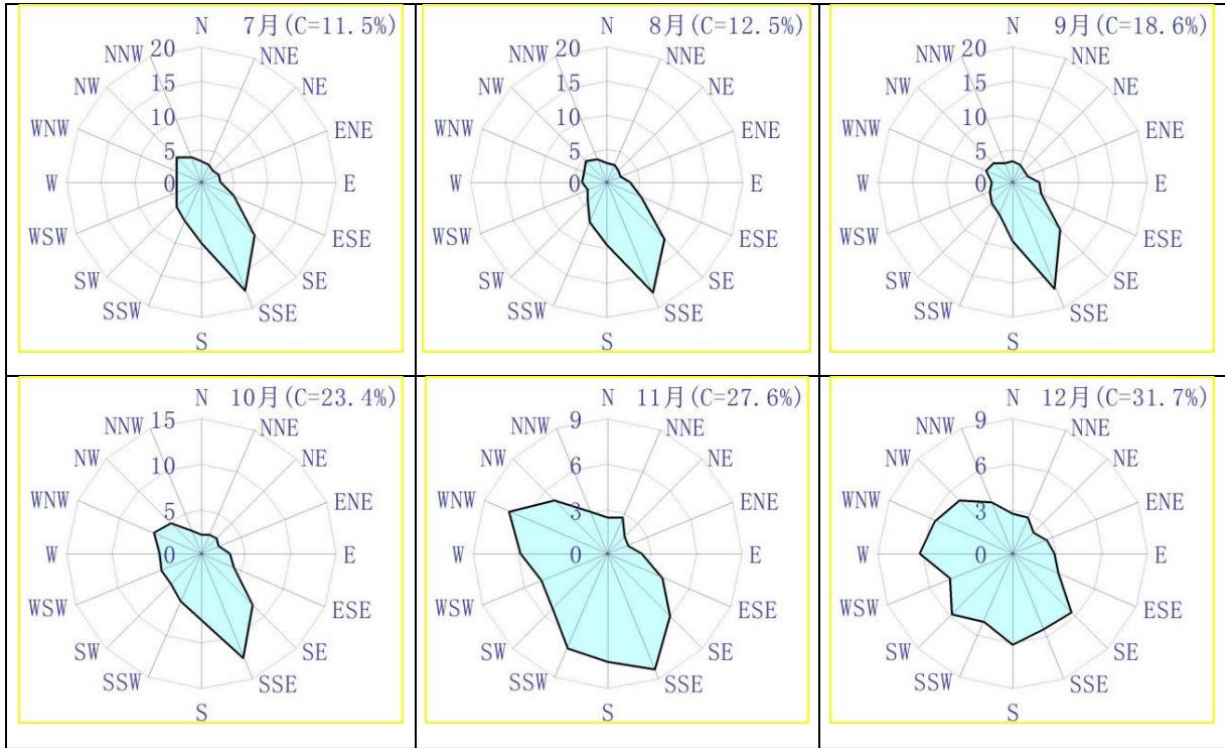 N 7月(C=11.5%)
NNW 20 NNE
NW 15 NE
WNW 10 ENE
5
W 0 E
WSW ESE
SW SE
SSW SSE
S
N 8月(C=12.5%)
NNW 20 NNE
NW 15 NE
WNW 10 ENE
5
W 0 E
WSW ESE
SW SE
SSW SSE
S
N 9月(C=18.6%)
NNW 20 NNE
NW 15 NE
WNW 10 ENE
5
W 0 E
WSW ESE
SW SE
SSW SSE
S
N 10月(C=23.4%)
NNW 15 NNE
NW 10 NE
WNW 5 ENE
W 0 E
WSW ESE
SW SE
SSW SSE
S
N 11月(C=27.6%)
NNW 9 NNE
NW 6 NE
WNW 3 ENE
W 0 E
WSW ESE
SW SE
SSW SSE
S
N 12月(C=31.7%)
NNW 9 NNE
NW 6 NE
WNW 3 ENE
W 0 E
WSW ESE
SW SE
SSW SSE
S